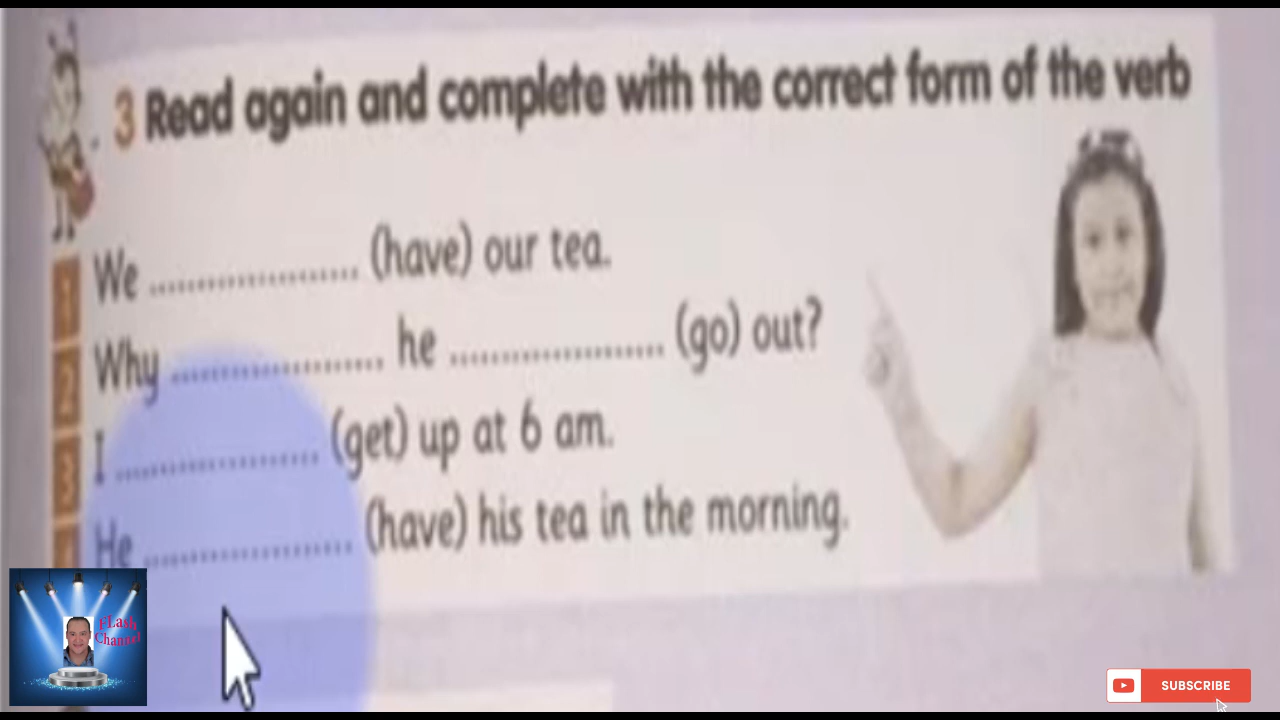 3 Read again and complete with the correct form of the verb
1 We .................... (have) our tea.
2 Why .................... he .................... (go) out?
3 I .................... (get) up at 6 am.
He .................... (have) his tea in the morning.
FLash
Channel
SUBSCRIBE